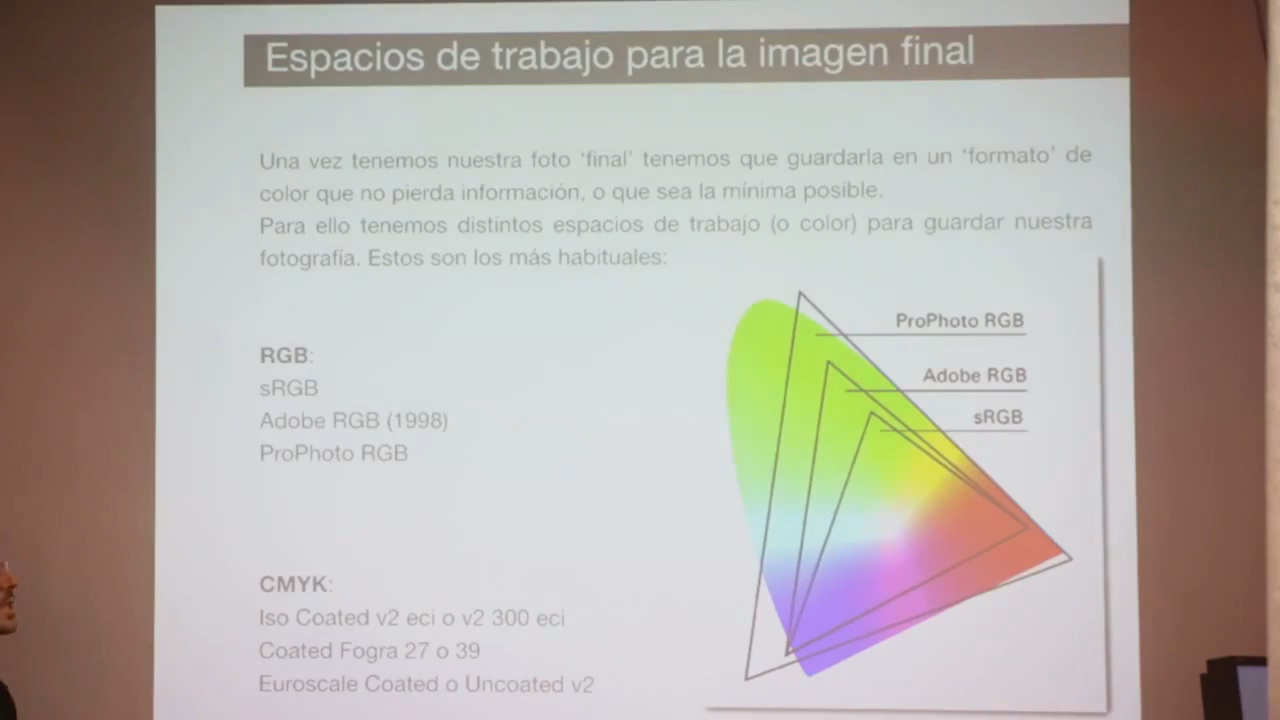 Espacios de trabajo para la imagen final
Una vez tenemos nuestra foto ‘final’ tenemos que guardarla en un ‘formato’ de
color que no pierda información, o que sea la mínima posible.
Para ello tenemos distintos espacios de trabajo (o color) para guardar nuestra
fotografía. Estos son los más habituales:
RGB:
sRGB
Adobe RGB (1998)
ProPhoto RGB
ProPhoto RGB
Adobe RGB
sRGB
CMYK:
Iso Coated v2 eci o v2 300 eci
Coated Fogra 27 o 39
Euroscale Coated o Uncoated v2